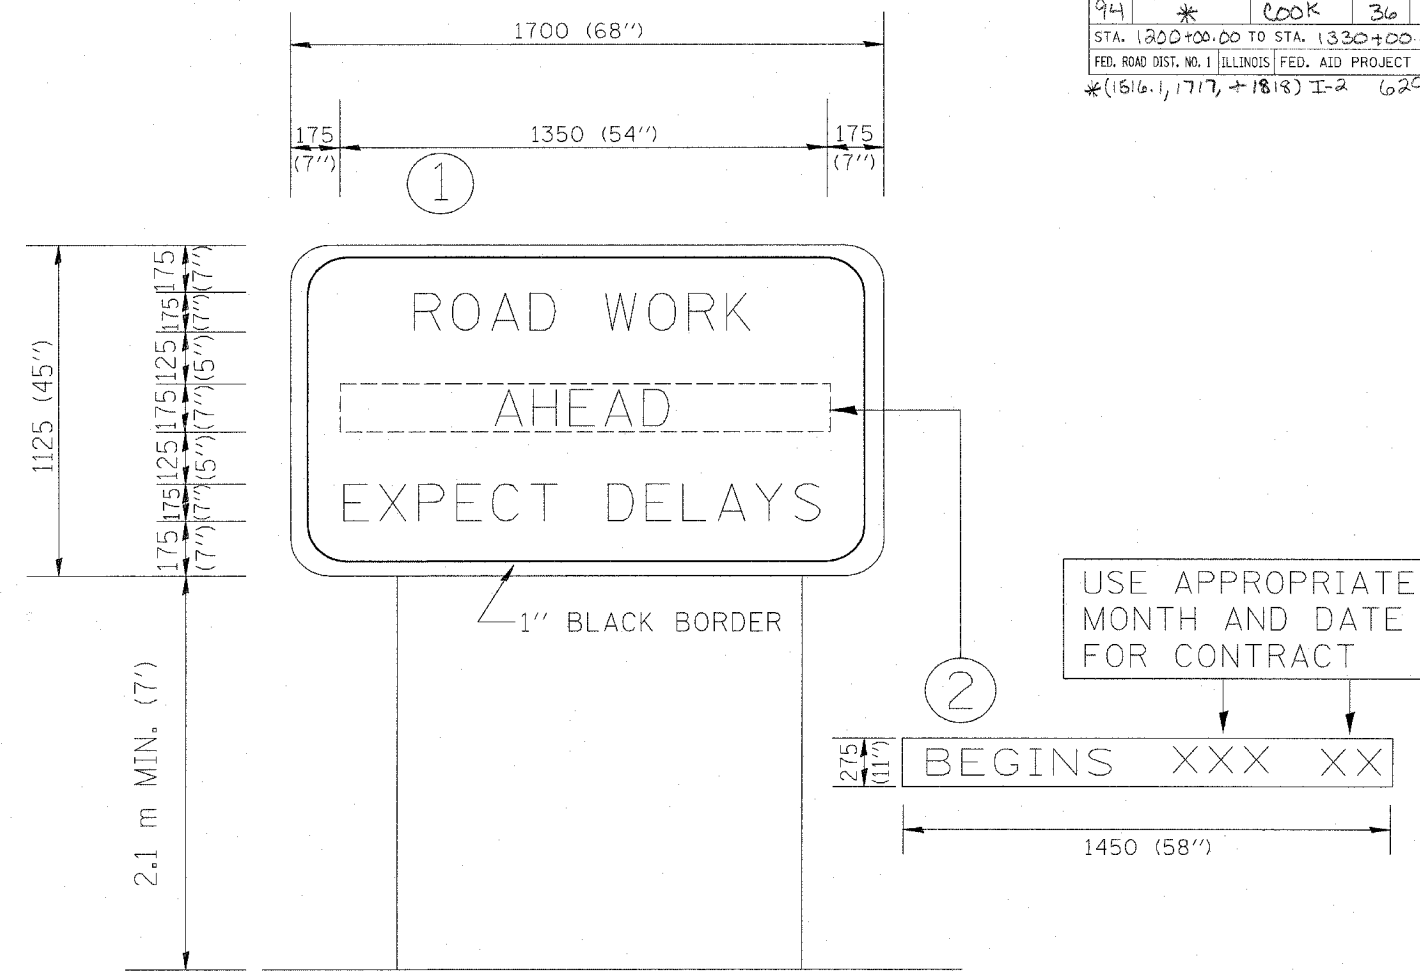 94 * COOK 36
STA. 1200+00.00 TO STA. 1330+00
FED. ROAD DIST. NO. 1 ILLINOIS FED. AID PROJECT
*(1516.1, 1717, + 1818) I-2 620
1700 (68'')
175 (7'')
1350 (54'')
175 (7'')
1
1125 (45'')
175 (7'')
175 (7'')
125 (5'')
175 (7'')
125 (5'')
175 (7'')
175 (7'')
ROAD WORK
AHEAD
EXPECT DELAYS
1'' BLACK BORDER
2.1 m MIN. (7')
USE APPROPRIATE
MONTH AND DATE
FOR CONTRACT
2
275 (11'')
BEGINS XXX XX
1450 (58'')